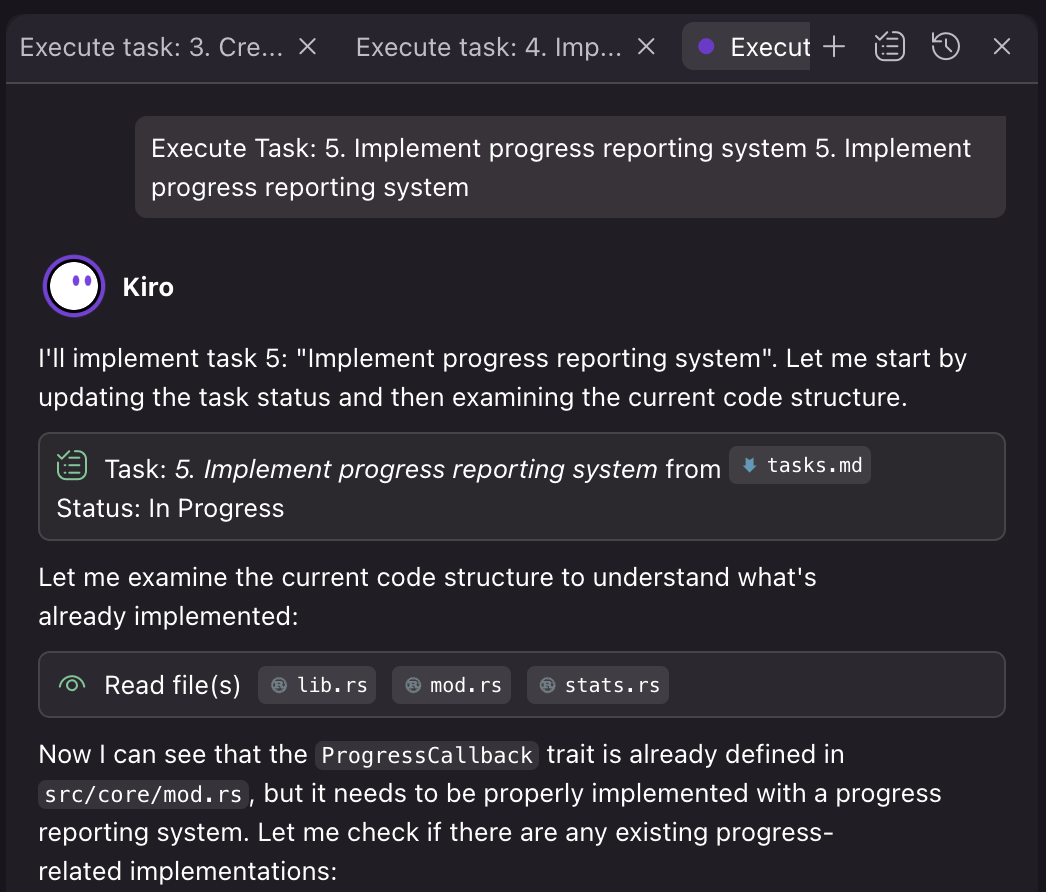 Execute task: 3. Cre... Execute task: 4. Imp... Execut
Execute Task: 5. Implement progress reporting system 5. Implement
progress reporting system
Kiro
I'll implement task 5: "Implement progress reporting system". Let me start by
updating the task status and then examining the current code structure.
Task: 5. Implement progress reporting system from tasks.md
Status: In Progress
Let me examine the current code structure to understand what's
already implemented:
Read file(s) lib.rs mod.rs stats.rs
Now I can see that the ProgressCallback trait is already defined in
src/core/mod.rs, but it needs to be properly implemented with a progress
reporting system. Let me check if there are any existing progress-
related implementations: